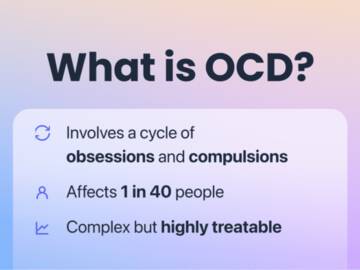 What is OCD?
Involves a cycle of
obsessions and compulsions
Affects 1 in 40 people
Complex but highly treatable